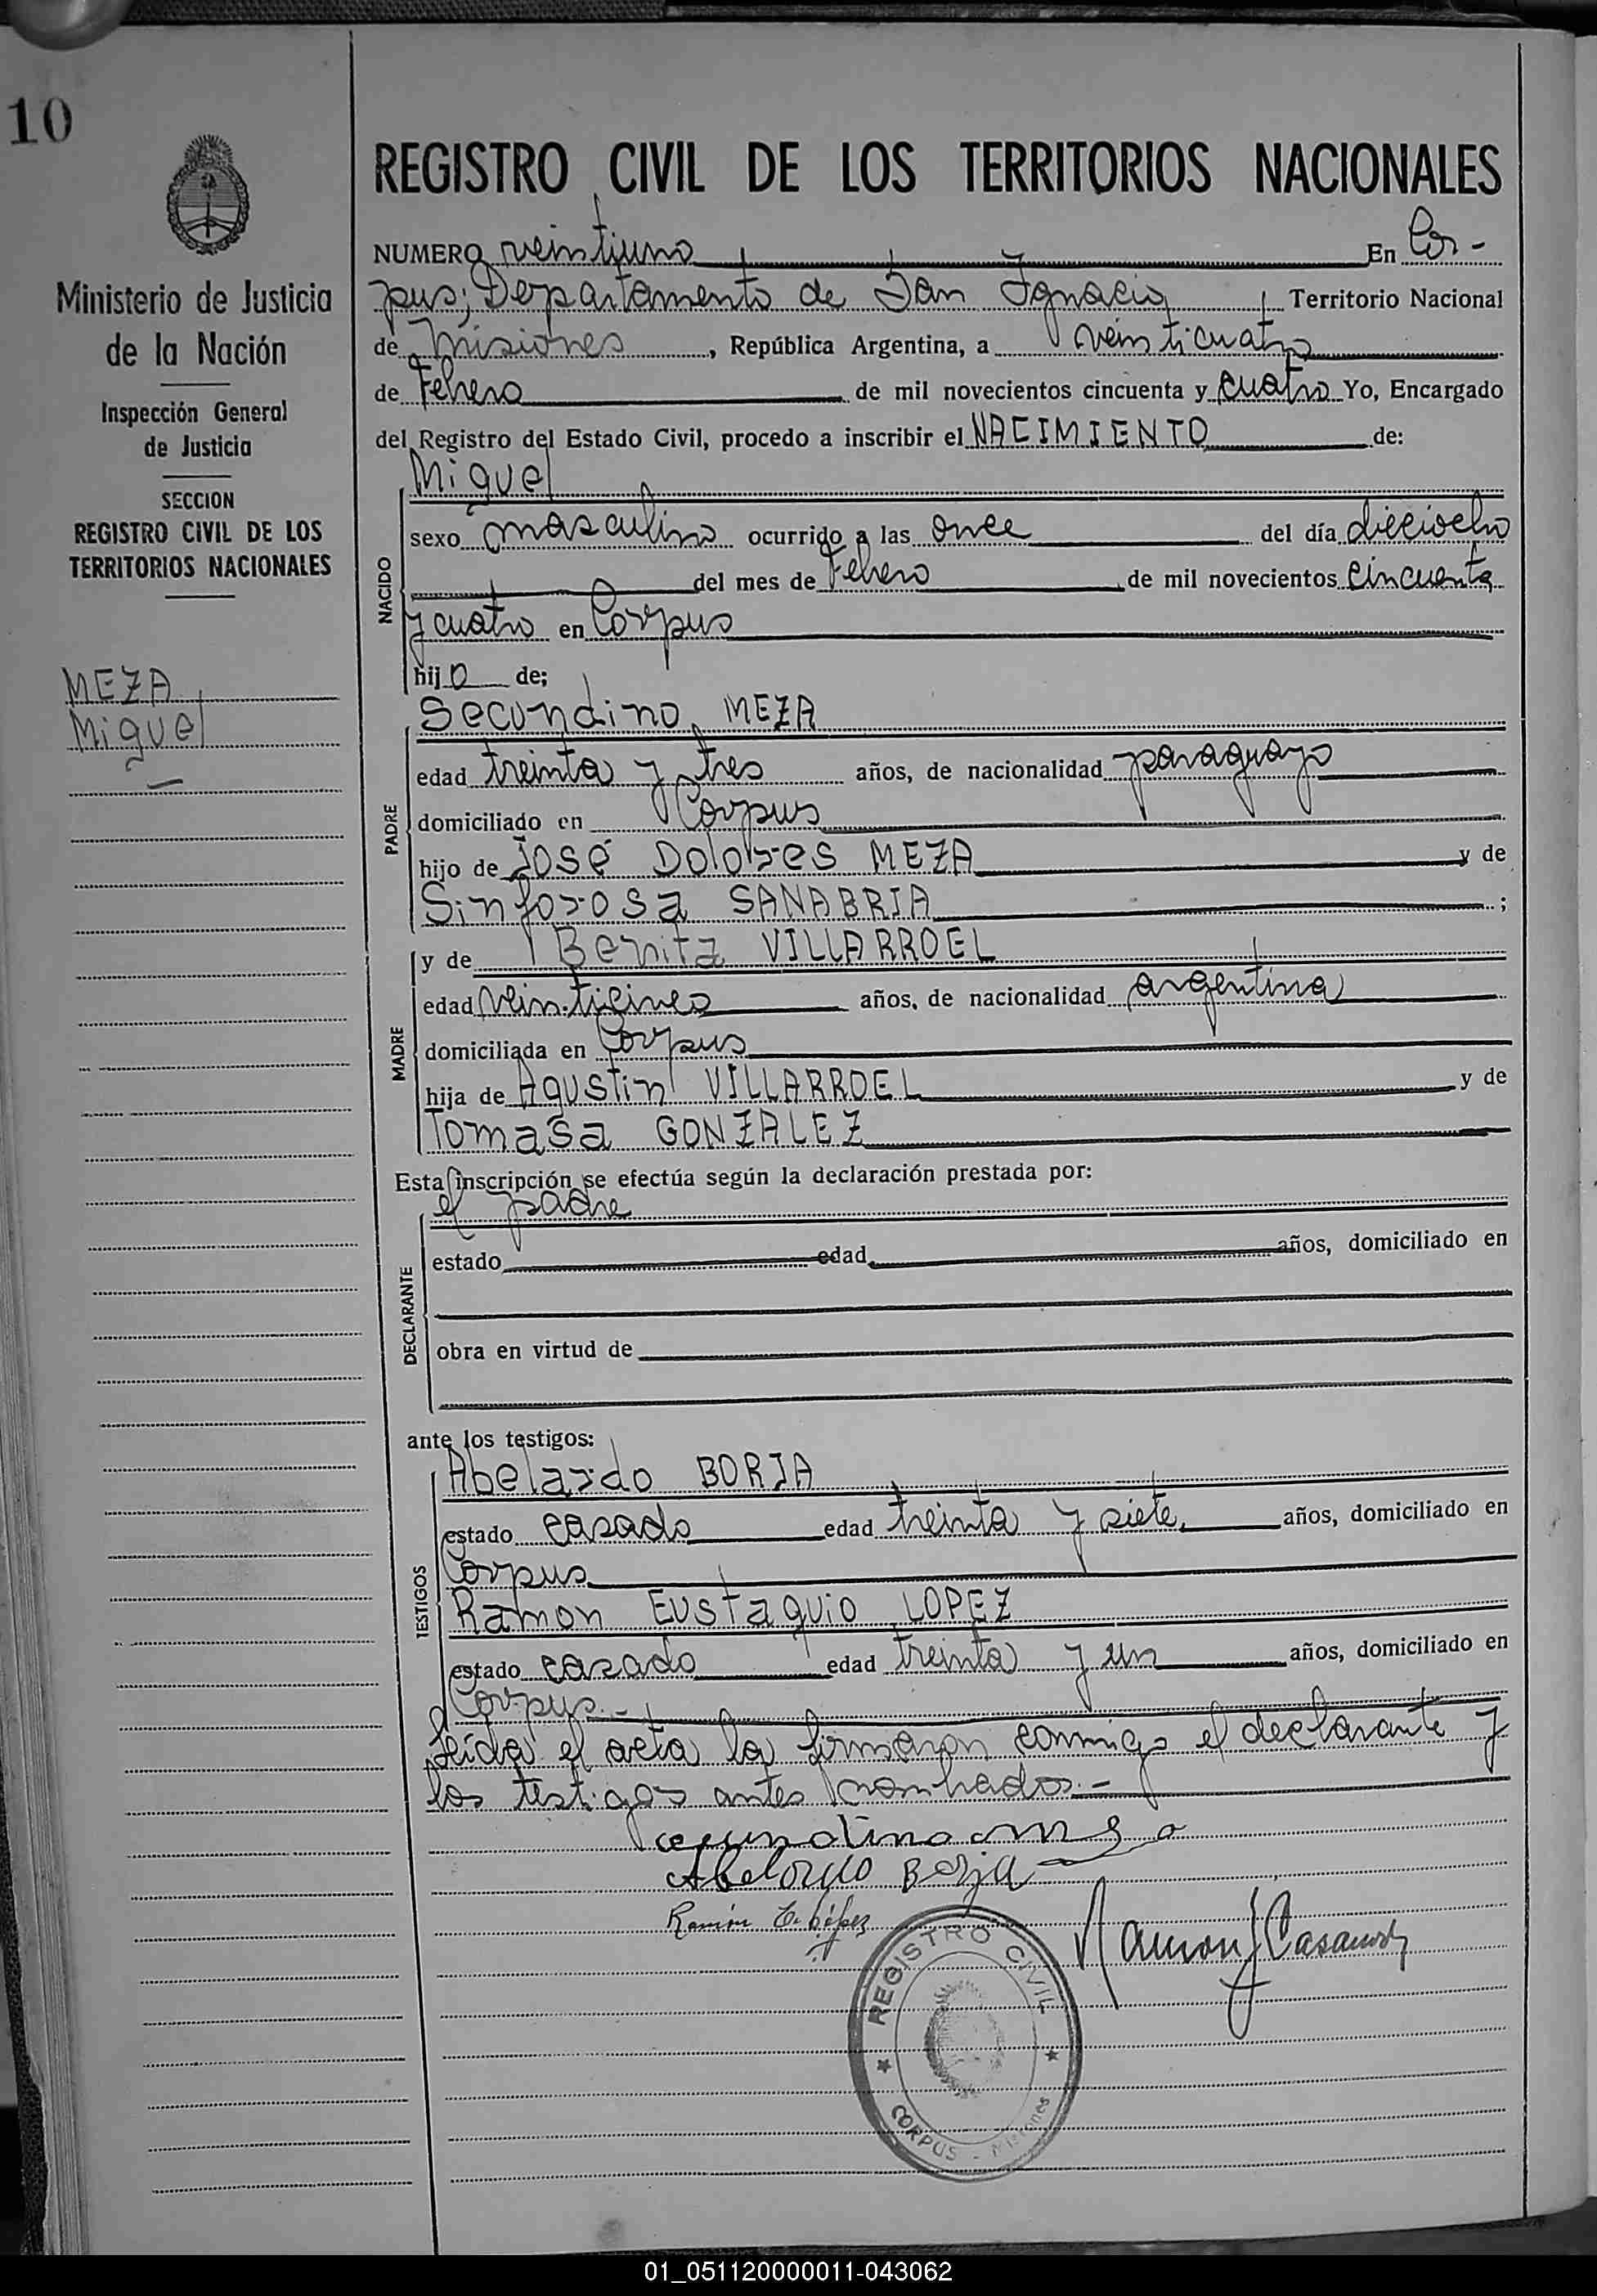 10
Ministerio de Justicia
de la Nación
Inspección General
de Justicia
SECCION
REGISTRO CIVIL DE LOS
TERRITORIOS NACIONALES
MEZA
Miguel
REGISTRO CIVIL DE LOS TERRITORIOS NACIONALES
NUMERO veintiuno En Cor-
pus; Departamento de San Ignacio Territorio Nacional
de Misiones, República Argentina, a veinticuatro
de Febrero de mil novecientos cincuenta y cuatro Yo, Encargado
del Registro del Estado Civil, procedo a inscribir el NACIMIENTO de:
Miguel
NACIDO
sexo masculino ocurrido a las once del día dieciocho
del mes de Febrero de mil novecientos cincuenta
y cuatro en Corpus
hijo de;
Secundino MEZA
PADRE
edad treinta y tres años, de nacionalidad paraguayo
domiciliado en Corpus
hijo de José Dolores MEZA y de
Sinforosa SANABRIA ;
y de Benita VILLARROEL
MADRE
edad veinticinco años, de nacionalidad argentina
domiciliada en Corpus
hija de Agustin VILLARROEL y de
Tomasa GONZALEZ
Esta inscripción se efectúa según la declaración prestada por:
el padre
DECLARANTE
estado edad años, domiciliado en
obra en virtud de
ante los testigos:
Abelardo BORJA
TESTIGOS
estado casado edad treinta y siete años, domiciliado en
Corpus
Ramon Eustaquio LOPEZ
estado casado edad treinta y un años, domiciliado en
Corpus.-
Leida el acta la firmaron conmigo el declarante y
los testigos antes nombrados.-
Abelardo Borja
Ramón E. López
Ramon J Casanova
REGISTRO CIVIL
CORPUS - Misiones
01_051120000011-043062